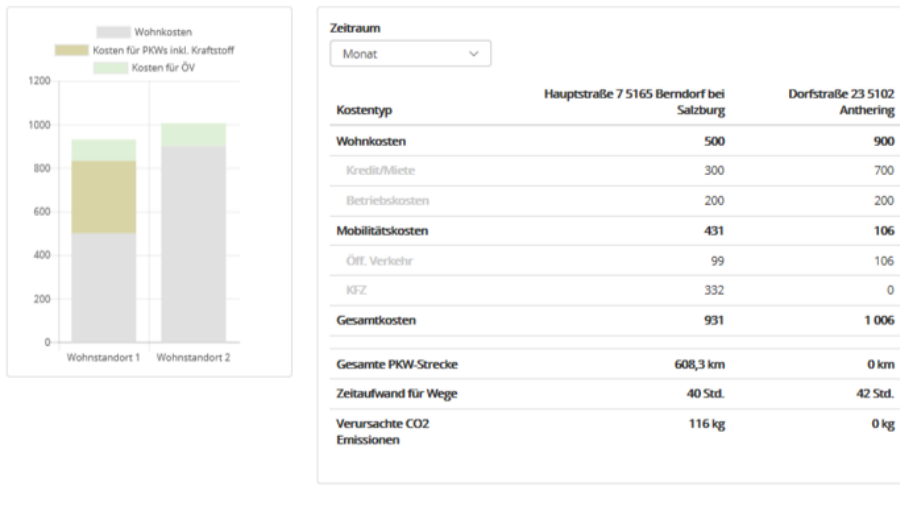 Wohnkosten
Kosten für PKWs inkl. Kraftstoff
Kosten für ÖV
1200
1000
800
600
400
200
0
Wohnstandort 1 Wohnstandort 2
Zeitraum
Monat
Hauptstraße 7 5165 Berndorf bei Dorfstraße 23 5102
Kostentyp Salzburg Anthering
Wohnkosten 500 900
Kredit/Miete 300 700
Betriebskosten 200 200
Mobilitätskosten 431 106
Öff. Verkehr 99 106
KFZ 332 0
Gesamtkosten 931 1 006
Gesamte PKW-Strecke 608,3 km 0 km
Zeitaufwand für Wege 40 Std. 42 Std.
Verursachte CO2 116 kg 0 kg
Emissionen